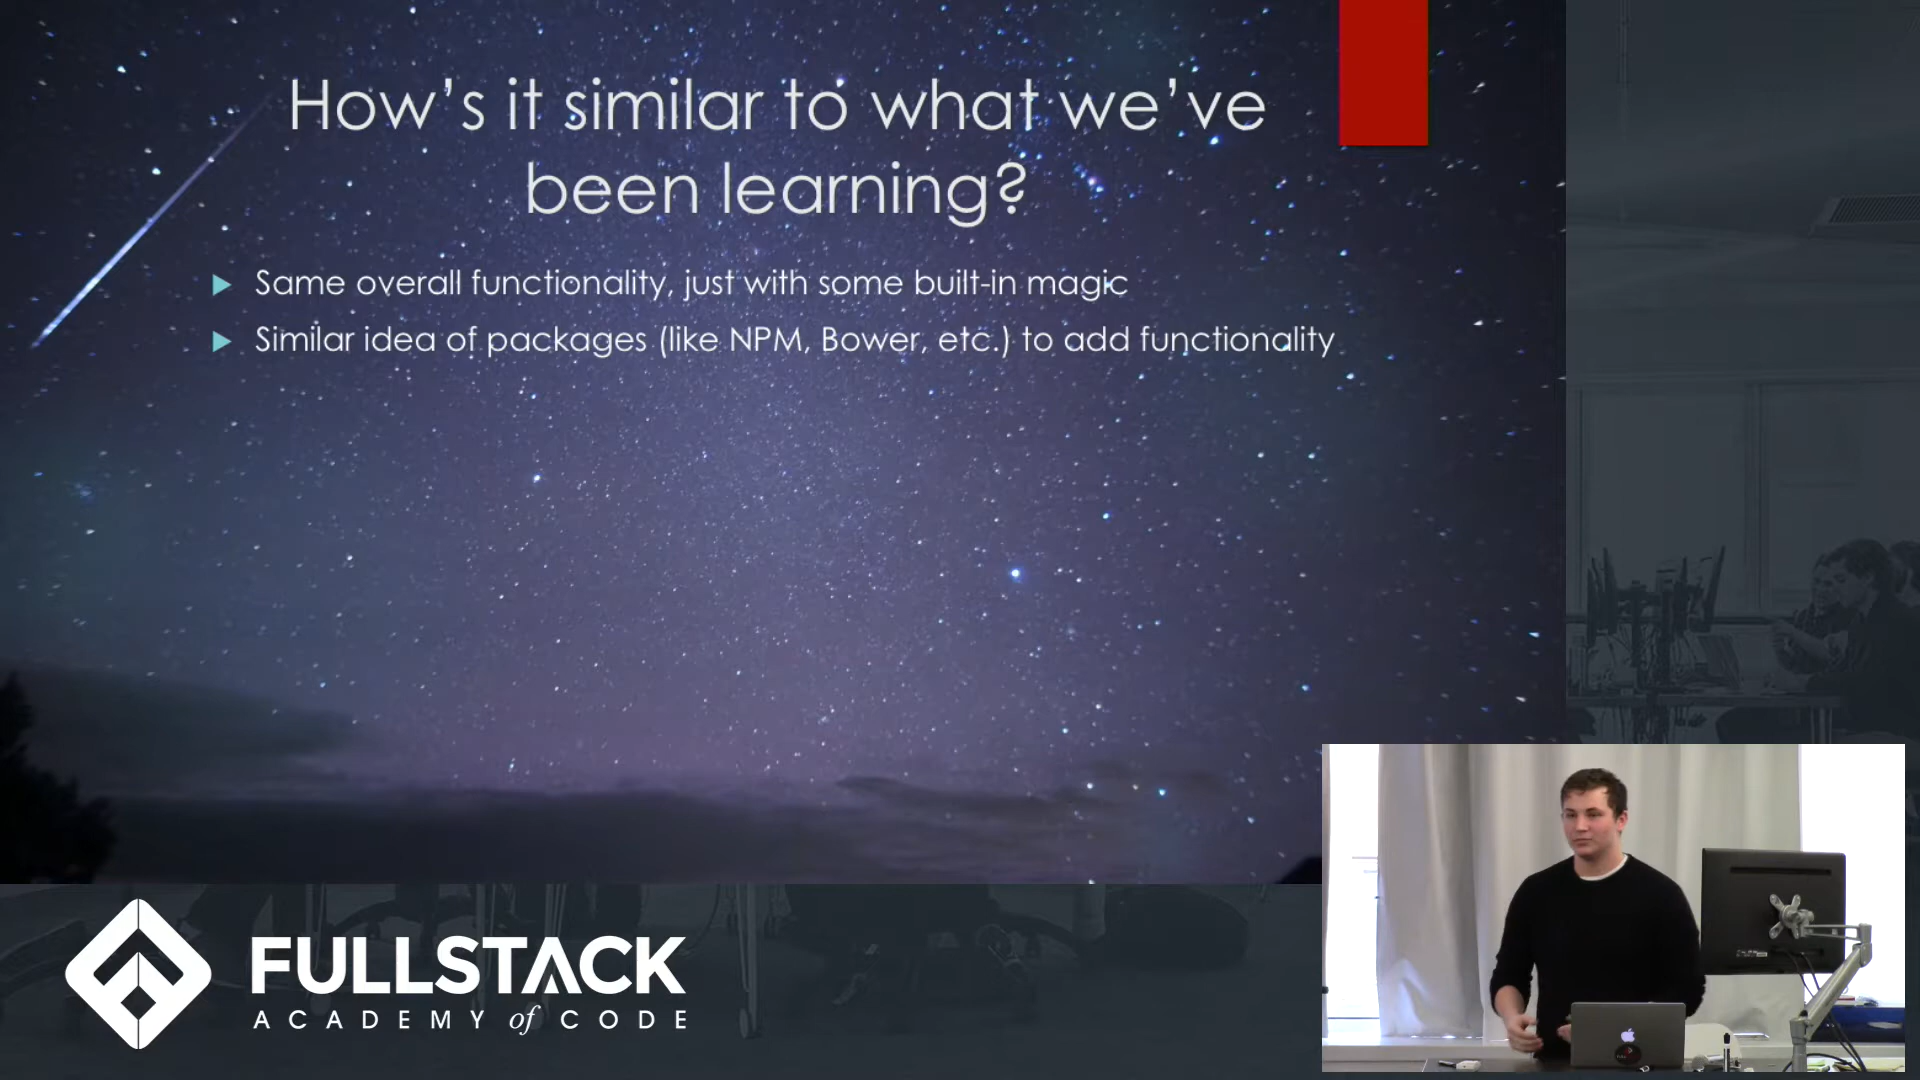 How's it similar to what we've
been learning?
Same overall functionality, just with some built-in magic
Similar idea of packages (like NPM, Bower, etc.) to add functionality
FULLSTACK
ACADEMY of CODE